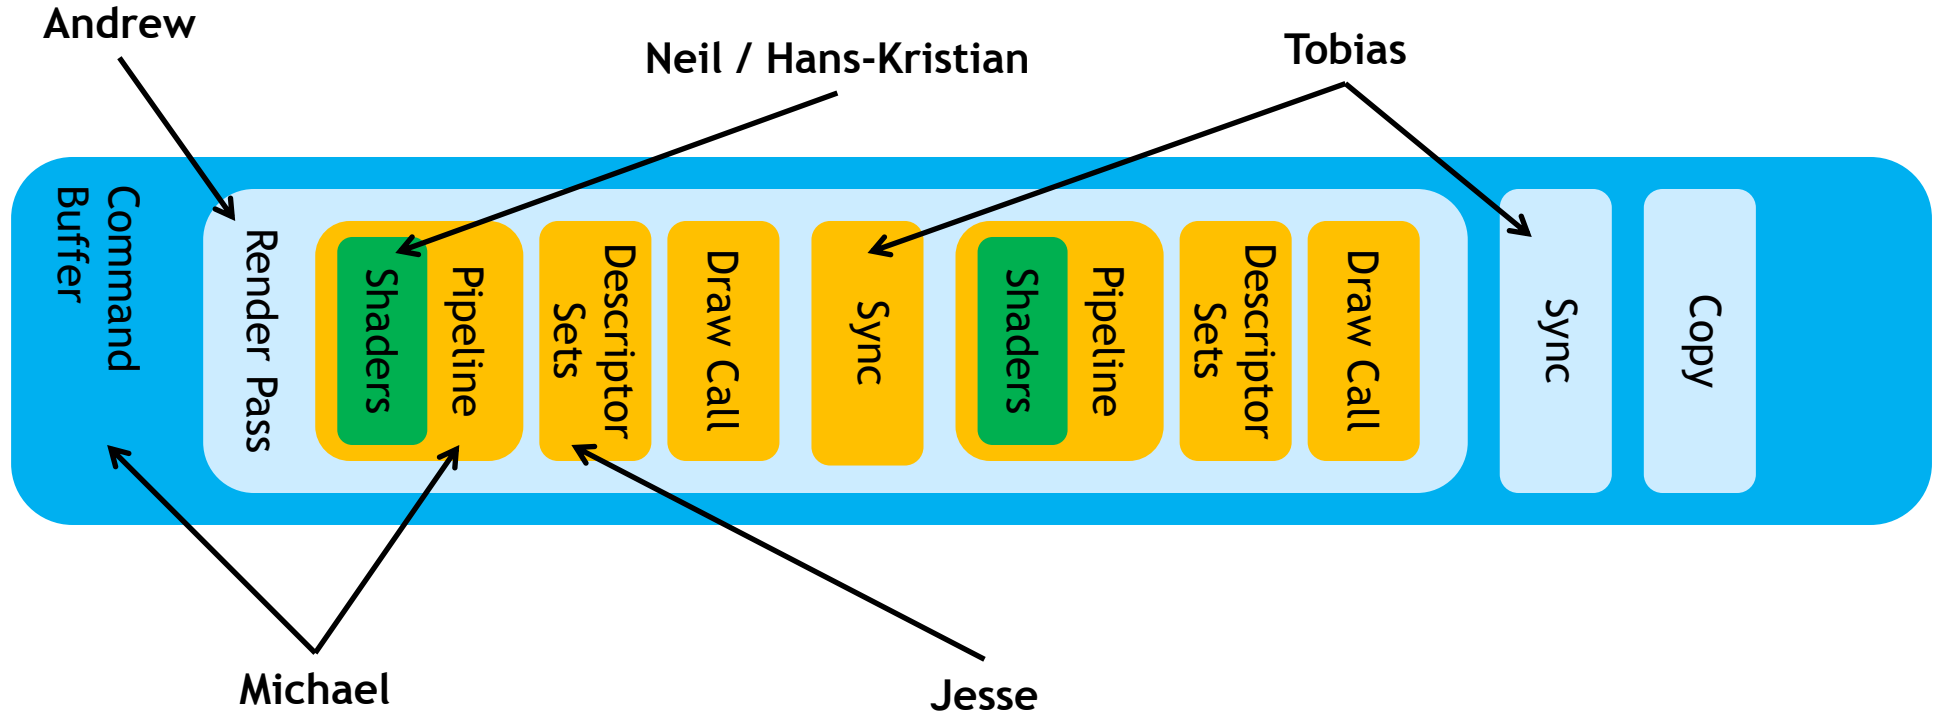 Andrew
Neil / Hans-Kristian
Tobias
Command
Buffer
Render Pass
Shaders
Pipeline
Descriptor
Sets
Draw Call
Sync
Shaders
Pipeline
Descriptor
Sets
Draw Call
Sync
Copy
Michael
Jesse